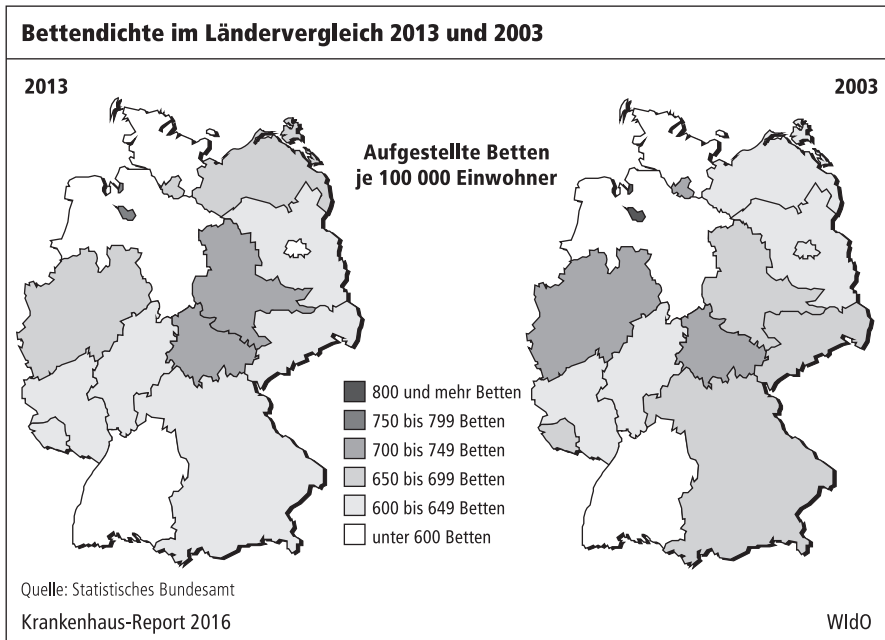 Bettendichte im Ländervergleich 2013 und 2003
2013
2003
Aufgestellte Betten
je 100 000 Einwohner
800 und mehr Betten
750 bis 799 Betten
700 bis 749 Betten
650 bis 699 Betten
600 bis 649 Betten
unter 600 Betten
Quelle: Statistisches Bundesamt
Krankenhaus-Report 2016
WIdO